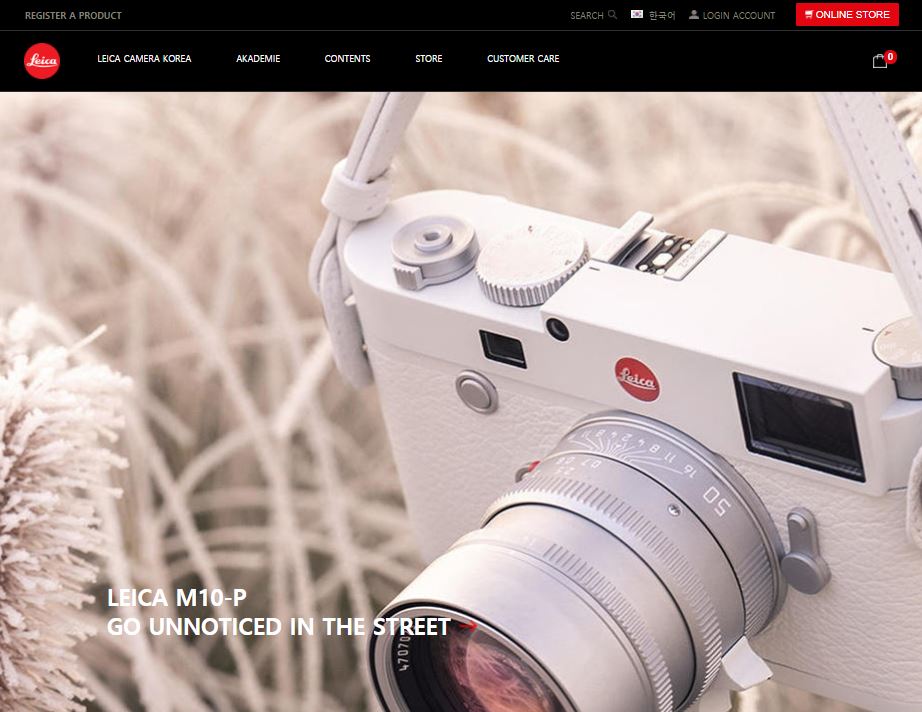 REGISTER A PRODUCT
SEARCH
한국어
LOGIN ACCOUNT
ONLINE STORE
Leica
LEICA CAMERA KOREA
AKADEMIE
CONTENTS
STORE
CUSTOMER CARE
0
Leica
50
LEICA M10-P
GO UNNOTICED IN THE STREET